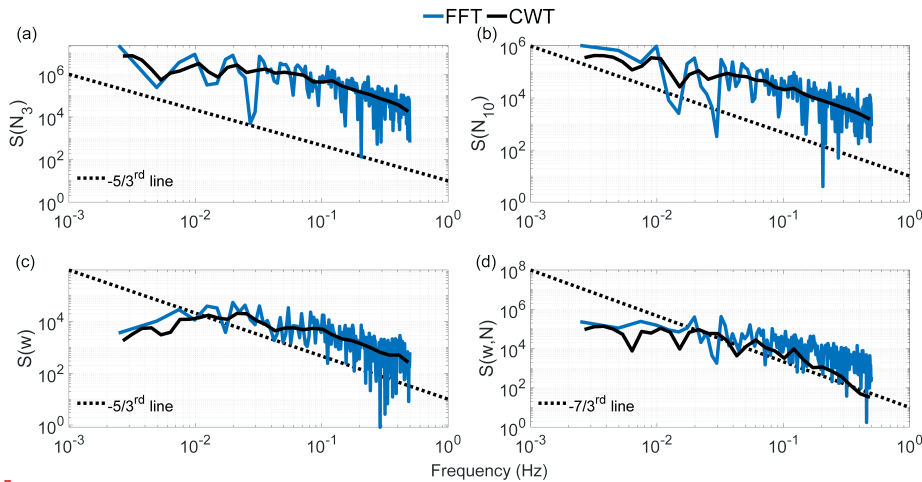 FFT CWT
(a)
10^6
10^4
10^2
10^0
S(N_3)
-5/3^rd line
10^-3 10^-2 10^-1 10^0
(b)
10^6
10^4
10^2
10^0
S(N_10)
10^-3 10^-2 10^-1 10^0
(c)
10^4
10^2
10^0
S(w)
-5/3^rd line
10^-3 10^-2 10^-1 10^0
(d)
10^8
10^6
10^4
10^2
10^0
S(w,N)
-7/3^rd line
10^-3 10^-2 10^-1 10^0
Frequency (Hz)